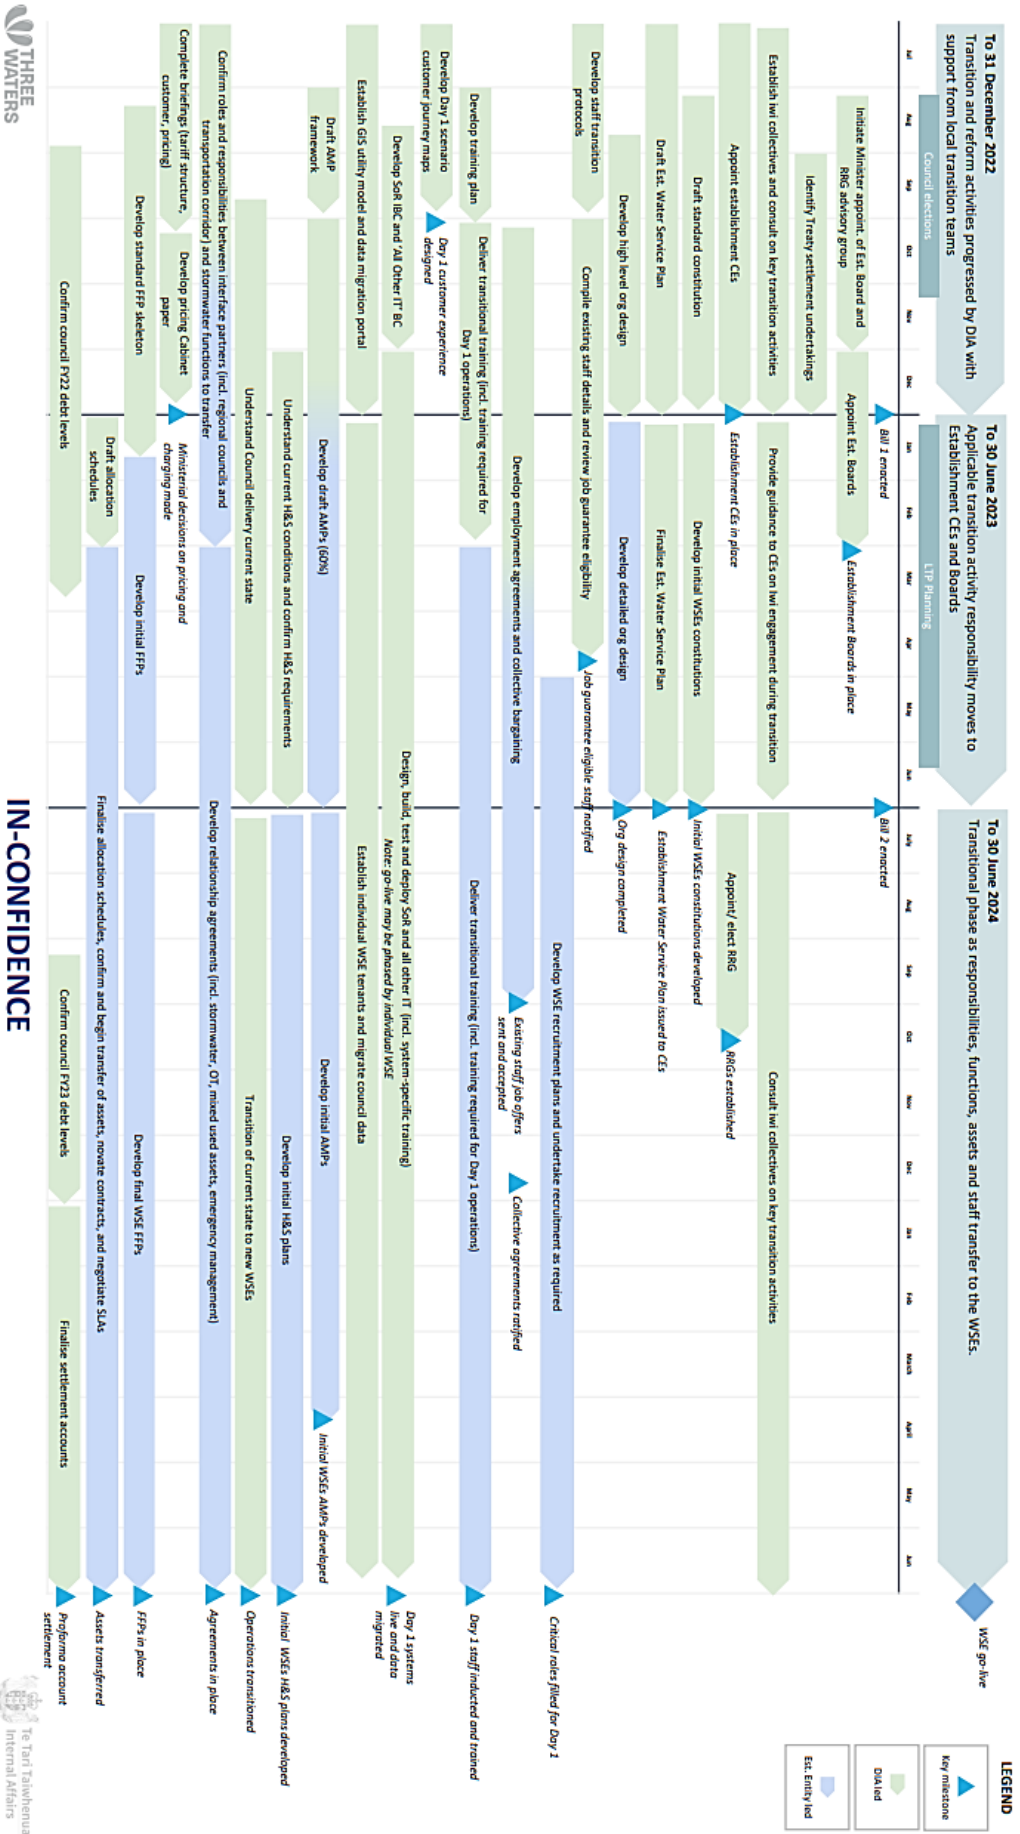 To 31 December 2022
Transition and reform activities progressed by DIA with
support from local transition teams
To 30 June 2023
Applicable transition activity responsibility moves to
Establishment CEs and Boards
To 30 June 2024
Transitional phase as responsibilities, functions, assets and staff transfer to the WSEs.
WSE go-live
Council elections
LTP Planning
Jul
Aug
Sep
Oct
Nov
Dec
Jan
Feb
Mar
Apr
May
Jun
July
Aug
Sep
Oct
Nov
Dec
Jan
Feb
March
April
May
Jun
Bill 1 enacted
Bill 2 enacted
Initiate Minister appoint. of Est. Board and
RRG advisory group
Appoint Est. Boards
Establishment Boards in place
Identify Treaty settlement undertakings
Establish iwi collectives and consult on key transition activities
Provide guidance to CEs on Iwi engagement during transition
Consult iwi collectives on key transition activities
Appoint establishment CEs
Establishment CEs in place
Appoint/ elect RRG
RRGs established
Draft standard constitution
Develop initial WSEs constitutions
Initial WSEs constitutions developed
Draft Est. Water Service Plan
Finalise Est. Water Service Plan
Establishment Water Service Plan issued to CEs
Develop high level org design
Develop detailed org design
Org design completed
Develop staff transition
protocols
Compile existing staff details and review job guarantee eligibility
Job guarantee eligible staff notified
Develop WSE recruitment plans and undertake recruitment as required
Critical roles filled for Day 1
Develop employment agreements and collective bargaining
Existing staff job offers
sent and accepted
Collective agreements ratified
Develop training plan
Deliver transitional training (incl. training required for
Day 1 operations)
Deliver transitional training (incl. training required for Day 1 operations)
Day 1 staff inducted and trained
Develop Day 1 scenario
customer journey maps
Day 1 customer experience
designed
Develop SoR IBC and 'All Other IT' BC
Design, build, test and deploy SoR and all other IT (incl. system-specific training)
Note: go-live may be phased by individual WSE
Day 1 systems
live and data
migrated
Establish GIS utility model and data migration portal
Establish individual WSE tenants and migrate council data
Draft AMP
framework
Develop draft AMPs (60%)
Develop initial AMPs
Initial WSEs AMPs developed
Understand current H&S conditions and confirm H&S requirements
Develop initial H&S plans
Initial WSEs H&S plans developed
Understand Council delivery current state
Transition of current state to new WSEs
Operations transitioned
Confirm roles and responsibilities between interface partners (incl. regional councils and
transportation corridor) and stormwater functions to transfer
Develop relationship agreements (incl. stormwater, OT, mixed used assets, emergency management)
Agreements in place
Complete briefings (tariff structure,
customer, pricing)
Develop pricing Cabinet
paper
Ministerial decisions on pricing and
charging made
Develop standard FFP skeleton
Develop initial FFPs
Develop final WSE FFPs
FFPs in place
Draft allocation
schedules
Finalise allocation schedules, confirm and begin transfer of assets, novate contracts, and negotiate SLAs
Assets transferred
Confirm council FY22 debt levels
Confirm council FY23 debt levels
Finalise settlement accounts
Proforma account
settlement
LEGEND
Key milestone
DIA led
Est. Entity led
THREE
WATERS
IN-CONFIDENCE
Te Tari Taiwhenua
Internal Affairs